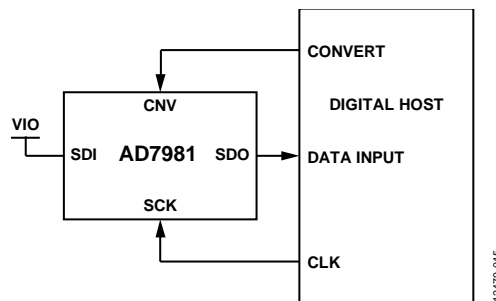 CONVERT
CNV
DIGITAL HOST
VIO
SDI
AD7981
SDO
DATA INPUT
SCK
CLK